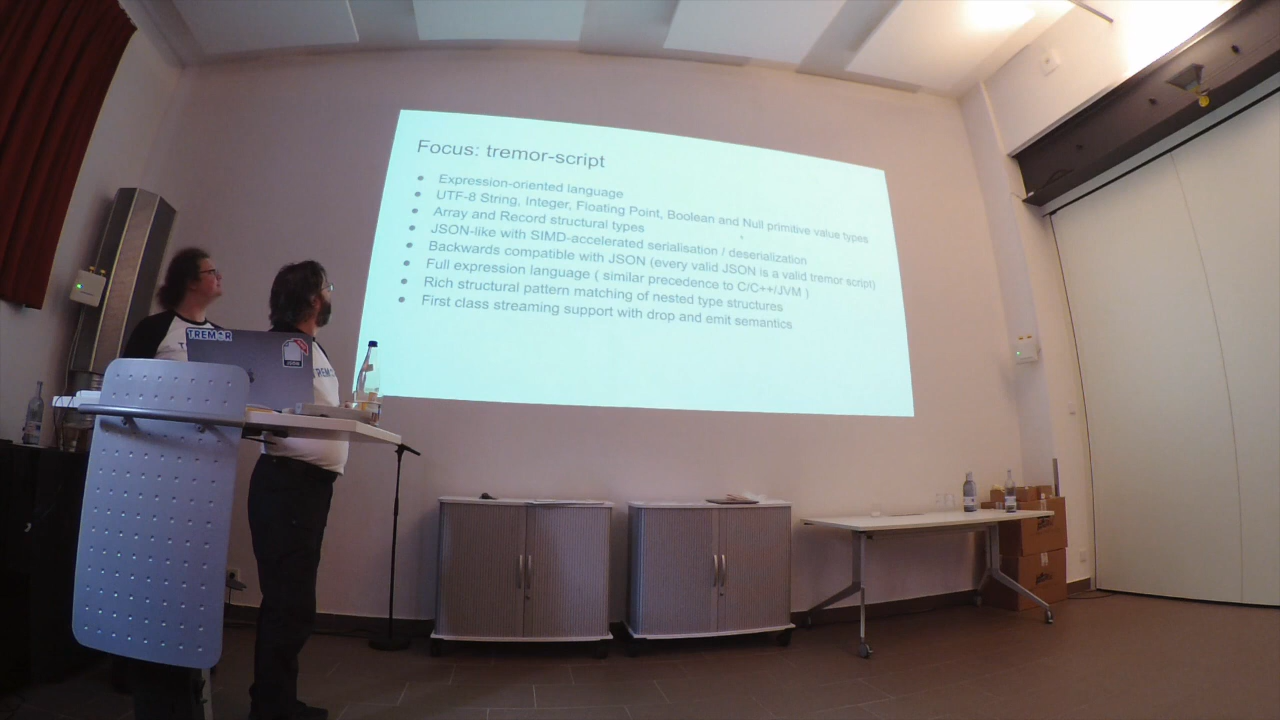 Focus: tremor-script
Expression-oriented language
UTF-8 String, Integer, Floating Point, Boolean and Null primitive value types
Array and Record structural types
JSON-like with SIMD-accelerated serialisation / deserialization
Backwards compatible with JSON (every valid JSON is a valid tremor script)
Full expression language ( similar precedence to C/C++/JVM )
Rich structural pattern matching of nested type structures
First class streaming support with drop and emit semantics
TREMOR